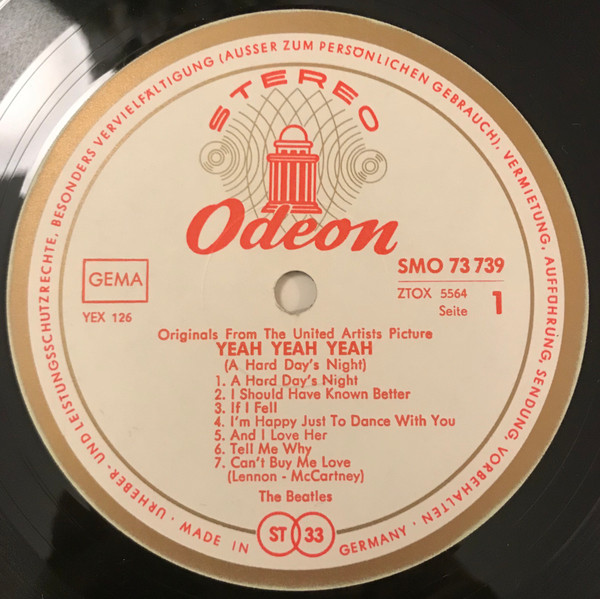 URHEBER- UND LEISTUNGSSCHUTZRECHTE, BESONDERS VERVIELFÄLTIGUNG (AUSSER ZUM PERSÖNLICHEN GEBRAUCH), VERMIETUNG, AUFFÜHRUNG, SENDUNG VORBEHALTEN · MADE IN GERMANY ·
STEREO
Odeon
GEMA
YEX 126
SMO 73 739
ZTOX 5564
Seite 1
Originals From The United Artists Picture
YEAH YEAH YEAH
(A Hard Day's Night)
1. A Hard Day's Night
2. I Should Have Known Better
3. If I Fell
4. I'm Happy Just To Dance With You
5. And I Love Her
6. Tell Me Why
7. Can't Buy Me Love
(Lennon - McCartney)
The Beatles
ST 33